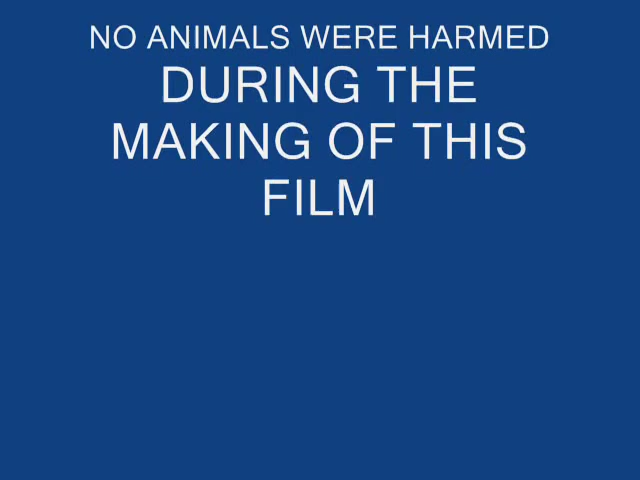 NO ANIMALS WERE HARMED
DURING THE
MAKING OF THIS
FILM